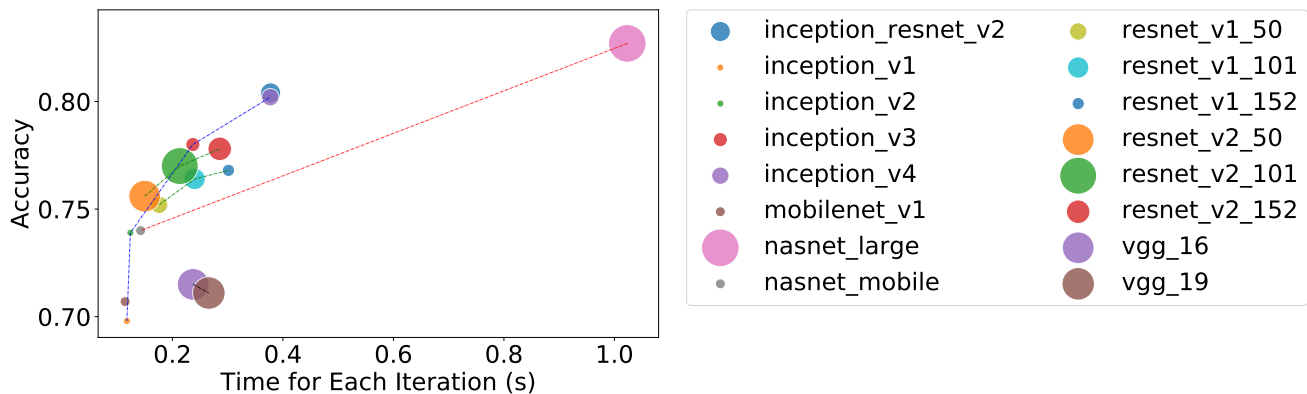 Accuracy
0.80
0.75
0.70
0.2 0.4 0.6 0.8 1.0
Time for Each Iteration (s)
inception_resnet_v2
inception_v1
inception_v2
inception_v3
inception_v4
mobilenet_v1
nasnet_large
nasnet_mobile
resnet_v1_50
resnet_v1_101
resnet_v1_152
resnet_v2_50
resnet_v2_101
resnet_v2_152
vgg_16
vgg_19